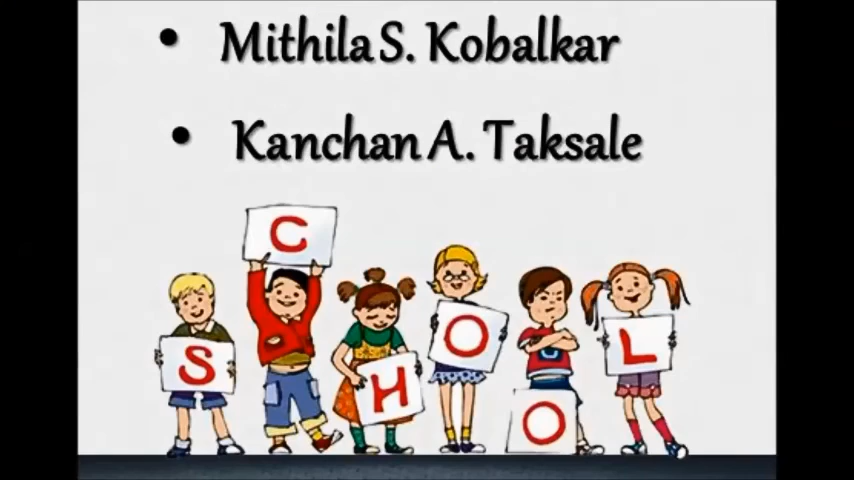 • Mithila S. Kobalkar
• Kanchan A. Taksale
S C H O O L